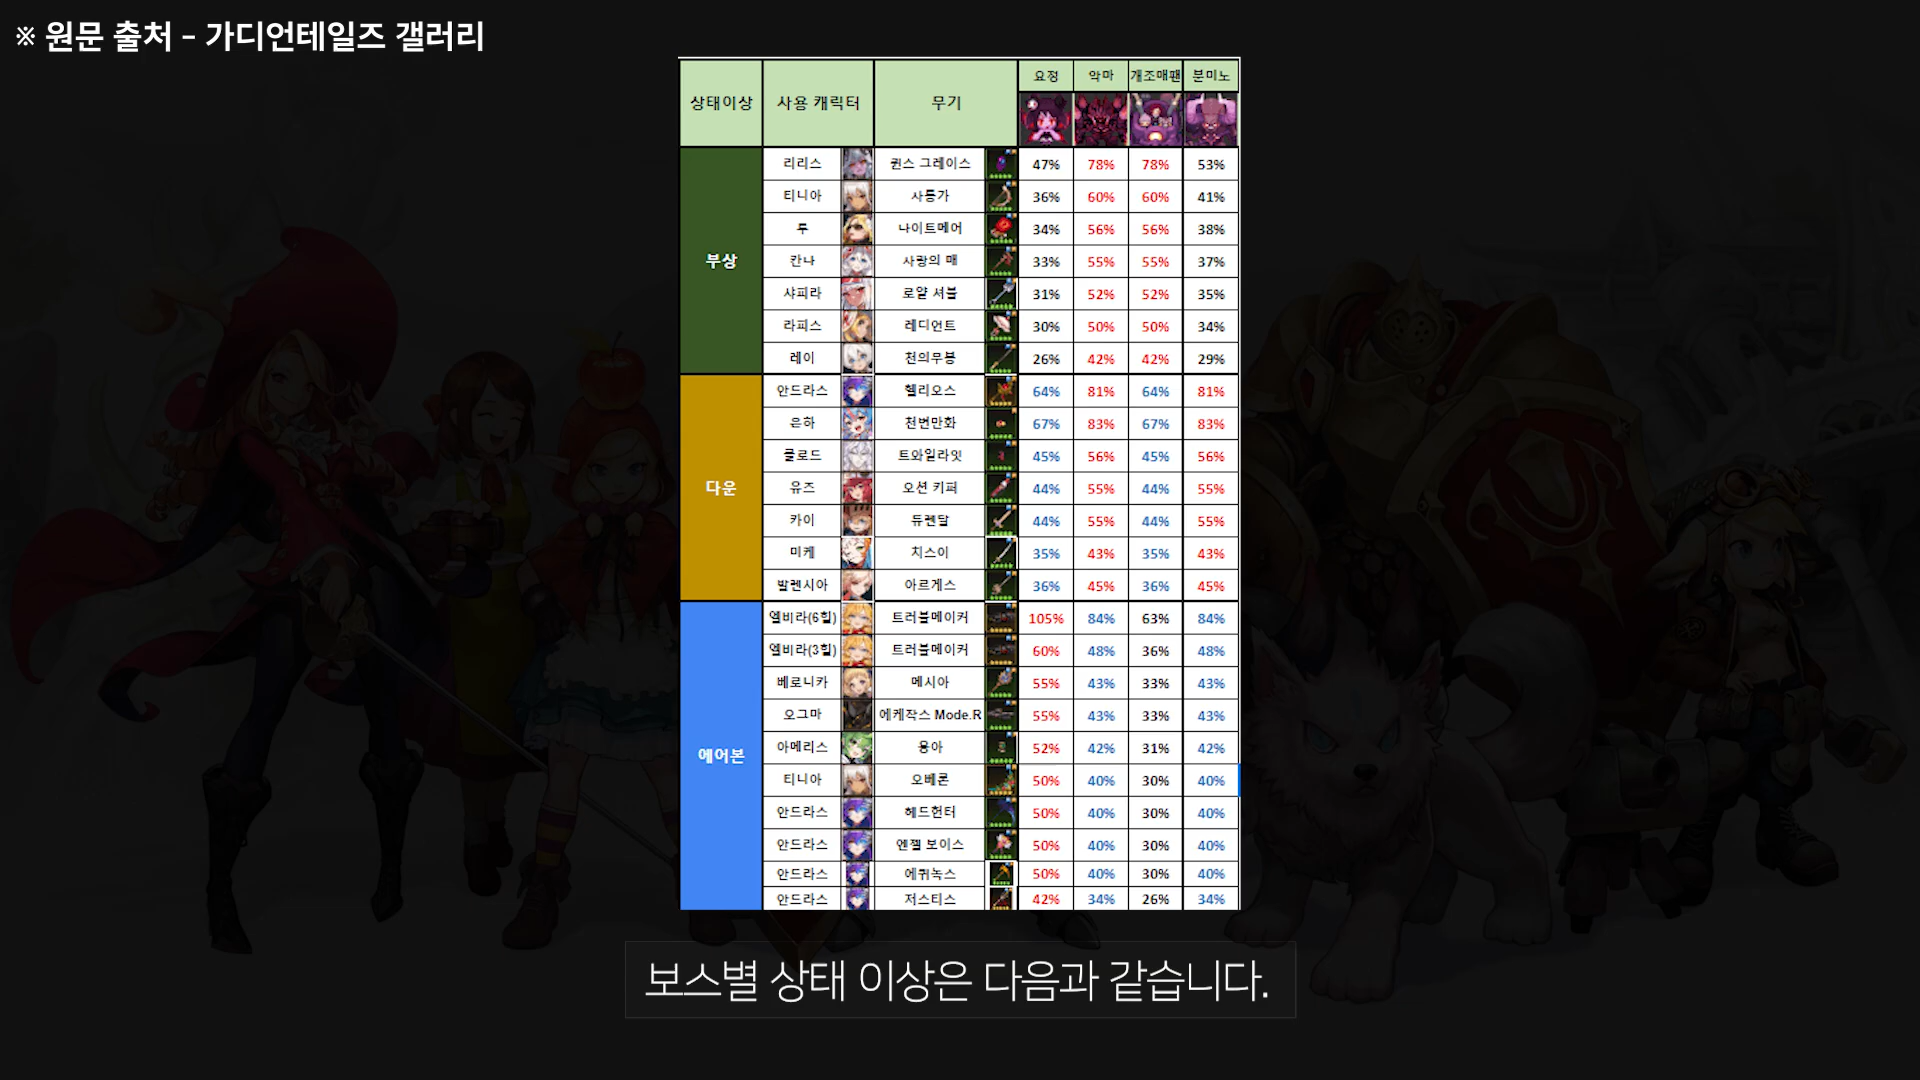 ※ 원문 출처 - 가디언테일즈 갤러리
상태이상 사용 캐릭터 무기 요정 악마 개조매팬 분미노
부상
리리스 퀸스 그레이스 47% 78% 78% 53%
티니아 사릉가 36% 60% 60% 41%
루 나이트메어 34% 56% 56% 38%
칸나 사랑의 매 33% 55% 55% 37%
샤피라 로얄 셔블 31% 52% 52% 35%
라피스 레디언트 30% 50% 50% 34%
레이 천의무봉 26% 42% 42% 29%
다운
안드라스 헬리오스 64% 81% 64% 81%
은하 천변만화 67% 83% 67% 83%
클로드 트와일라잇 45% 56% 45% 56%
유즈 오션 키퍼 44% 55% 44% 55%
카이 듀렌달 44% 55% 44% 55%
미케 치스이 35% 43% 35% 43%
발렌시아 아르게스 36% 45% 36% 45%
에어본
엘비라(6힐) 트러블메이커 105% 84% 63% 84%
엘비라(3힐) 트러블메이커 60% 48% 36% 48%
베로니카 메시아 55% 43% 33% 43%
오그마 에케작스 Mode.R 55% 43% 33% 43%
아메리스 용아 52% 42% 31% 42%
티니아 오베론 50% 40% 30% 40%
안드라스 헤드헌터 50% 40% 30% 40%
안드라스 엔젤 보이스 50% 40% 30% 40%
안드라스 에퀴녹스 50% 40% 30% 40%
안드라스 저스티스 42% 34% 26% 34%
보스별 상태 이상은 다음과 같습니다.